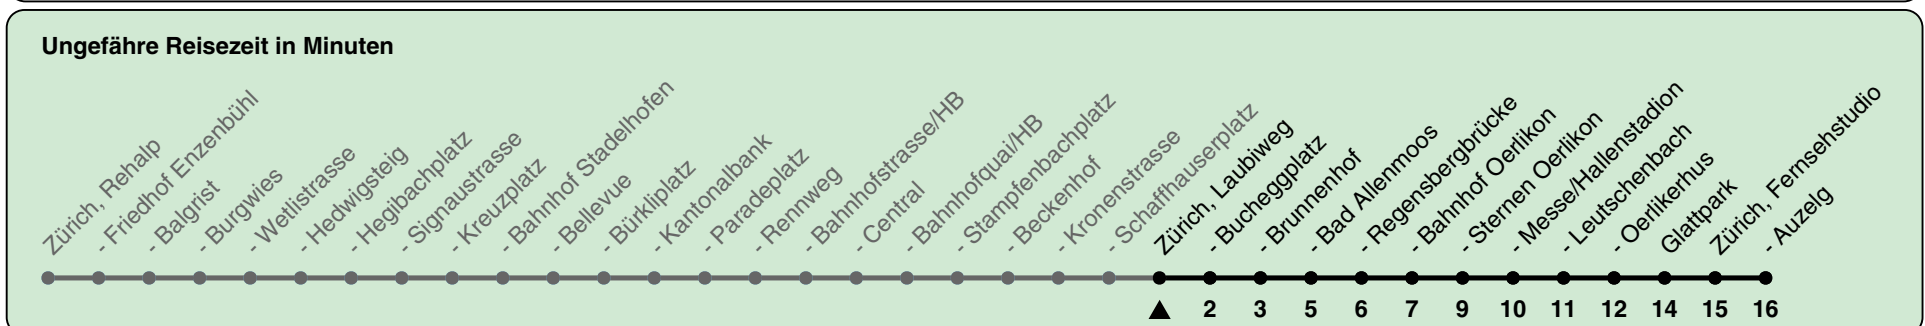 Ungefähre Reisezeit in Minuten
Zürich, Rehalp
- Friedhof Enzenbühl
- Balgrist
- Burgwies
- Wetlistrasse
- Hedwigsteig
- Hegibachplatz
- Signaustrasse
- Kreuzplatz
- Bahnhof Stadelhofen
- Bellevue
- Bürkliplatz
- Kantonalbank
- Paradeplatz
- Rennweg
- Bahnhofstrasse/HB
- Central
- Bahnhofquai/HB
- Stampfenbachplatz
- Beckenhof
- Kronenstrasse
- Schaffhauserplatz
Zürich, Laubiweg
- Bucheggplatz
- Brunnenhof
- Bad Allenmoos
- Regensbergbrücke
- Bahnhof Oerlikon
- Sternen Oerlikon
- Messe/Hallenstadion
- Leutschenbach
- Oerlikerhus
Glattpark
Zürich, Fernsehstudio
- Auzelg
2 3 5 6 7 9 10 11 12 14 15 16